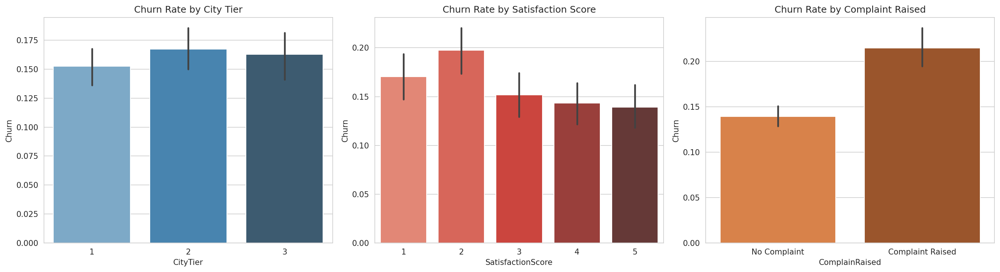 Churn Rate by City Tier
0.175
0.150
0.125
0.100
0.075
0.050
0.025
0.000
Churn
1 2 3
CityTier
Churn Rate by Satisfaction Score
0.20
0.15
0.10
0.05
0.00
Churn
1 2 3 4 5
SatisfactionScore
Churn Rate by Complaint Raised
0.20
0.15
0.10
0.05
0.00
Churn
No Complaint Complaint Raised
ComplainRaised